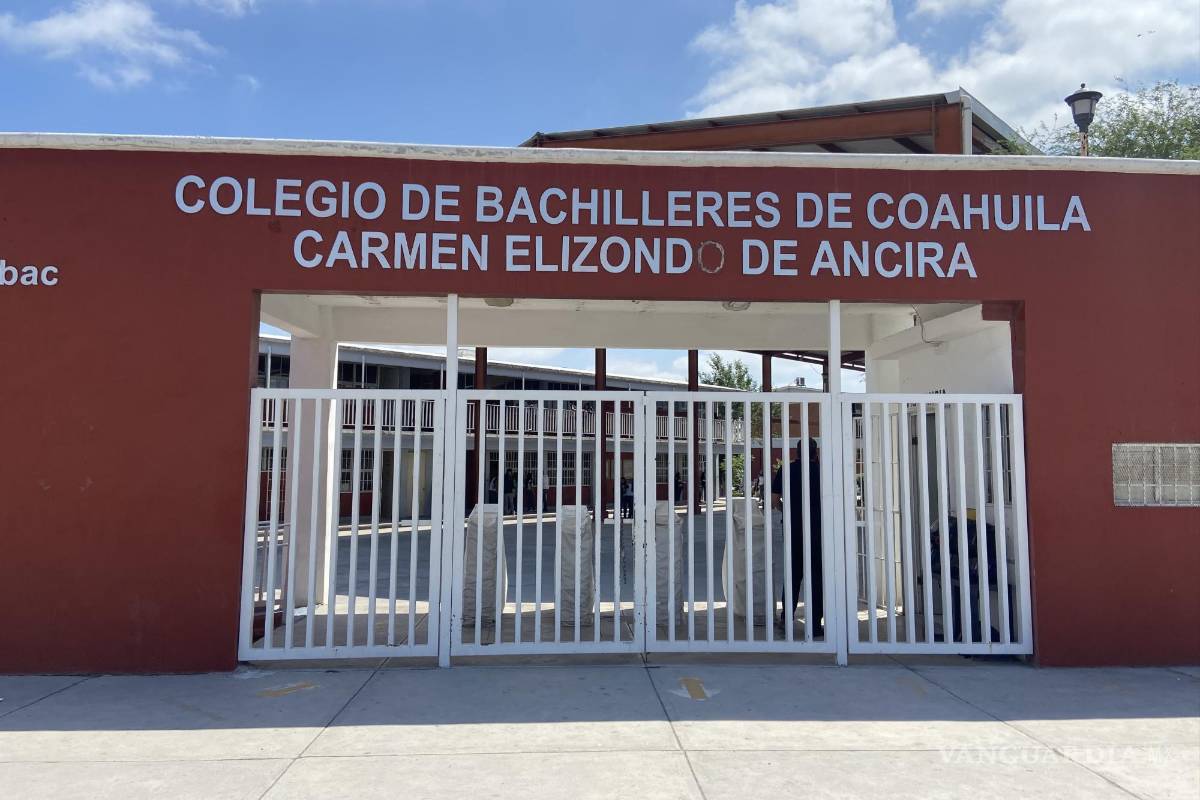 COLEGIO DE BACHILLERES DE COAHUILA
CARMEN ELIZONDO DE ANCIRA
bac
VANGUARDIA MX